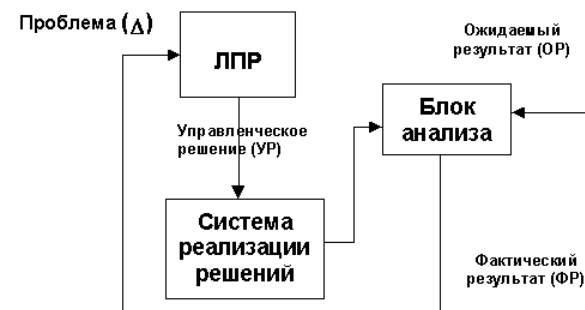 Проблема (Δ)
ЛПР
Ожидаемый
результат (ОР)
Блок
анализа
Управленческое
решение (УР)
Система
реализации
решений
Фактический
результат (ФР)